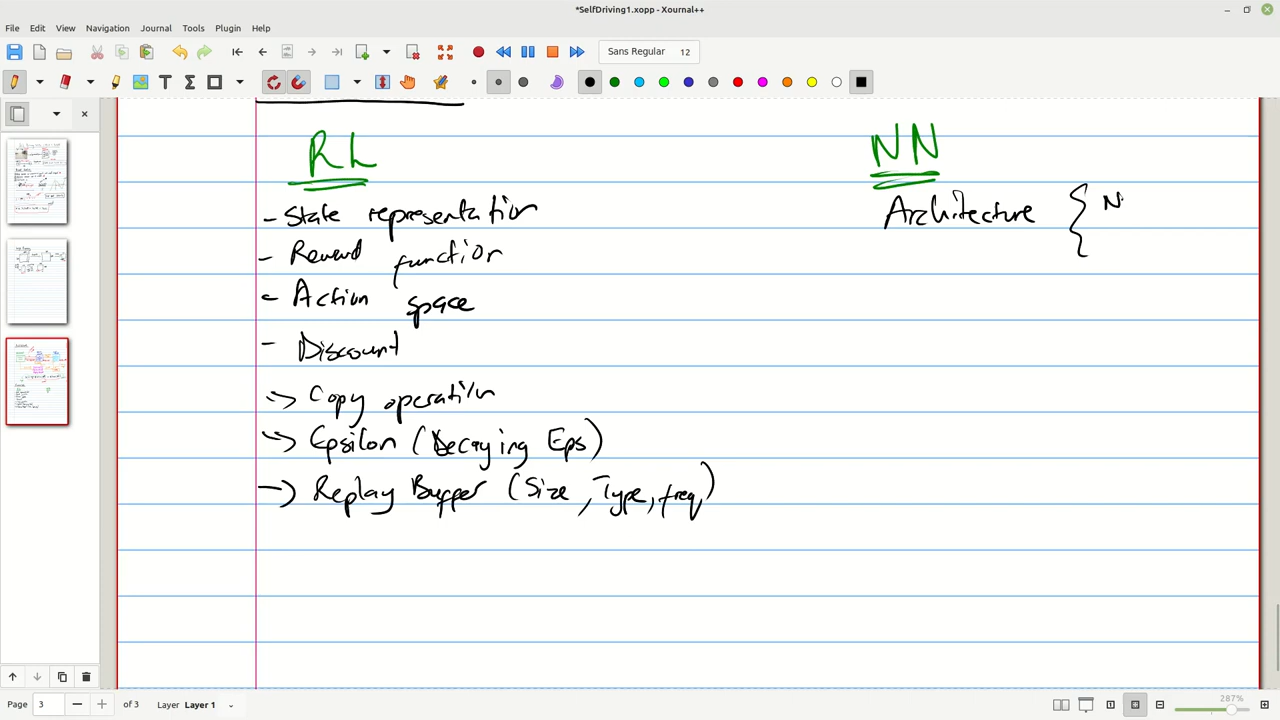 *SelfDriving1.xopp - Xournal++
File Edit View Navigation Journal Tools Plugin Help
Sans Regular 12
RL
- State representation
- Reward function
- Action space
- Discount
-> Copy operation
-> Epsilon (Decaying Eps)
-> Replay Buffer (Size, Type, freq)
NN
Architecture { N
Page 3 of 3 Layer Layer 1
287%